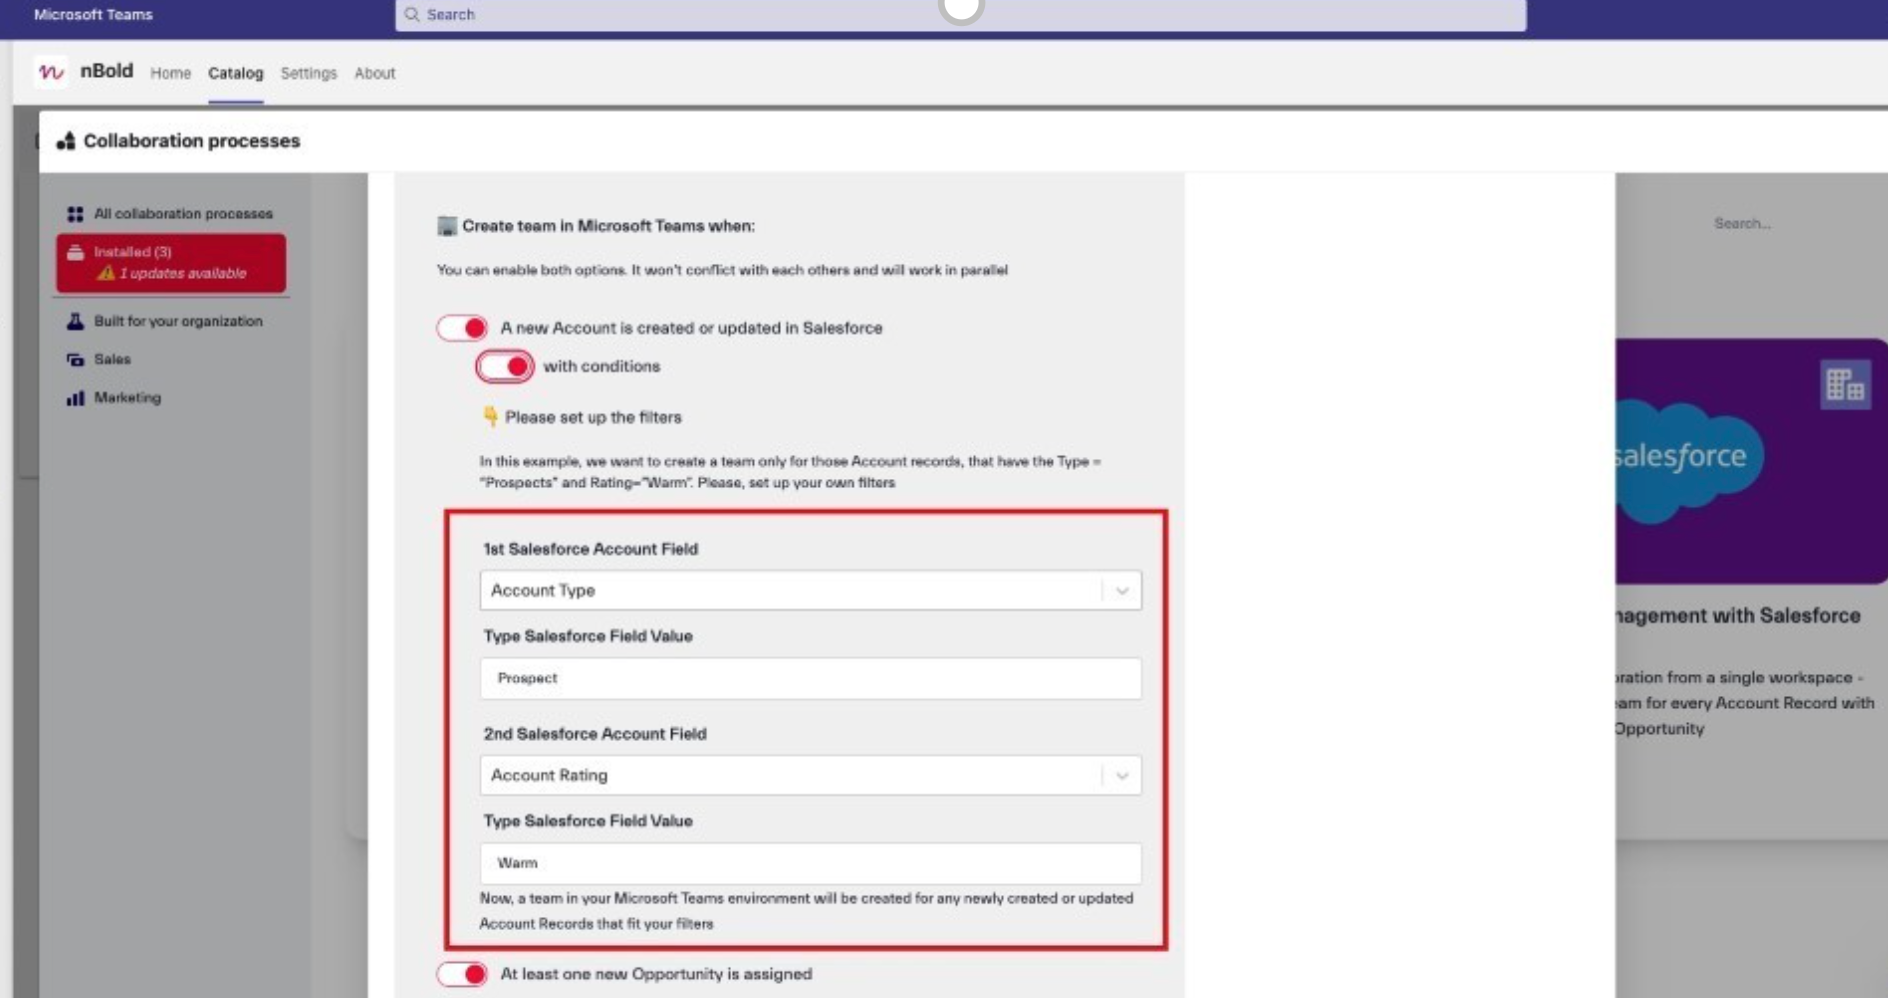 Microsoft Teams
Search
nBold Home Catalog Settings About
Collaboration processes
All collaboration processes
Installed (3)
1 updates available
Built for your organization
Sales
Marketing
Create team in Microsoft Teams when:
You can enable both options. It won't conflict with each others and will work in parallel
A new Account is created or updated in Salesforce
with conditions
Please set up the filters
In this example, we want to create a team only for those Account records, that have the Type =
"Prospects" and Rating="Warm". Please, set up your own filters
1st Salesforce Account Field
Account Type
Type Salesforce Field Value
Prospect
2nd Salesforce Account Field
Account Rating
Type Salesforce Field Value
Warm
Now, a team in your Microsoft Teams environment will be created for any newly created or updated
Account Records that fit your filters
At least one new Opportunity is assigned
Search...
salesforce
nagement with Salesforce
oration from a single workspace -
am for every Account Record with
Opportunity